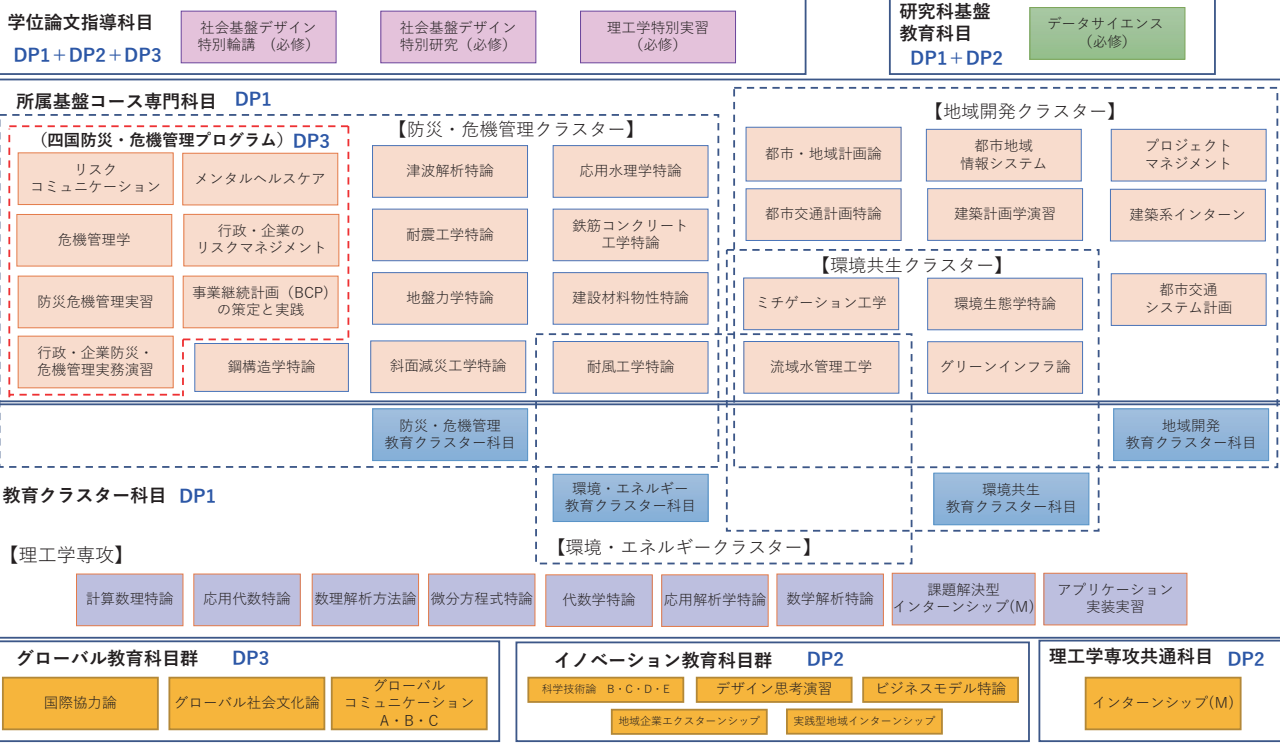 学位論文指導科目
DP1＋DP2＋DP3
社会基盤デザイン
特別輪講　（必修）
社会基盤デザイン
特別研究（必修）
理工学特別実習
（必修）
研究科基盤
教育科目
DP1＋DP2
データサイエンス
（必修）
所属基盤コース専門科目 DP1
（四国防災・危機管理プログラム） DP3
リスク
コミュニケーション
メンタルヘルスケア
危機管理学
行政・企業の
リスクマネジメント
防災危機管理実習
事業継続計画（BCP）
の策定と実践
行政・企業防災・
危機管理実務演習
鋼構造学特論
【防災・危機管理クラスター】
津波解析特論
応用水理学特論
耐震工学特論
鉄筋コンクリート
工学特論
地盤力学特論
建設材料物性特論
斜面減災工学特論
耐風工学特論
【地域開発クラスター】
都市・地域計画論
都市地域
情報システム
プロジェクト
マネジメント
都市交通計画特論
建築計画学演習
建築系インターン
【環境共生クラスター】
ミチゲーション工学
環境生態学特論
都市交通
システム計画
流域水管理工学
グリーンインフラ論
防災・危機管理
教育クラスター科目
地域開発
教育クラスター科目
教育クラスター科目 DP1
環境・エネルギー
教育クラスター科目
環境共生
教育クラスター科目
【環境・エネルギークラスター】
【理工学専攻】
計算数理特論
応用代数特論
数理解析方法論
微分方程式特論
代数学特論
応用解析学特論
数学解析特論
課題解決型
インターンシップ(M)
アプリケーション
実装実習
グローバル教育科目群 DP3
国際協力論
グローバル社会文化論
グローバル
コミュニケーション
A・B・C
イノベーション教育科目群 DP2
科学技術論　B・C・D・E
デザイン思考演習
ビジネスモデル特論
地域企業エクスターンシップ
実践型地域インターンシップ
理工学専攻共通科目 DP2
インターンシップ(M)